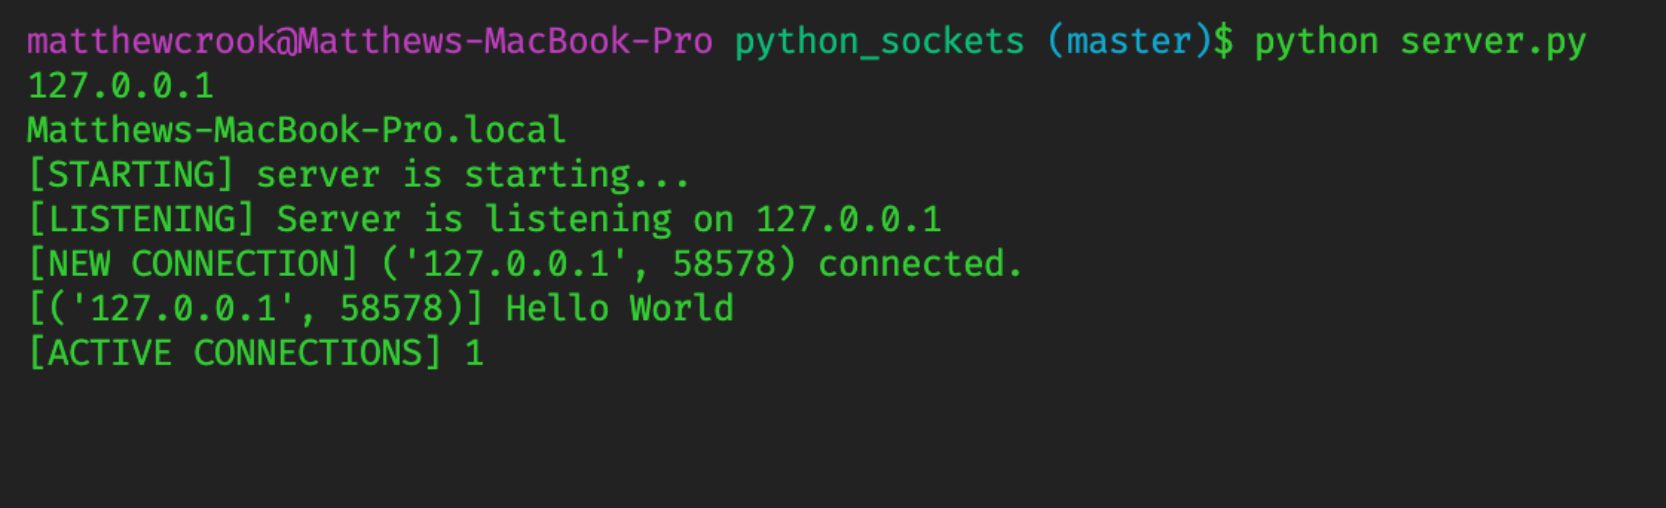 matthewcrook@Matthews-MacBook-Pro python_sockets (master)$ python server.py
127.0.0.1
Matthews-MacBook-Pro.local
[STARTING] server is starting...
[LISTENING] Server is listening on 127.0.0.1
[NEW CONNECTION] ('127.0.0.1', 58578) connected.
[('127.0.0.1', 58578)] Hello World
[ACTIVE CONNECTIONS] 1